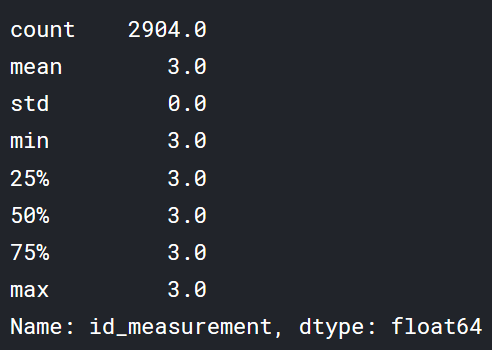 count    2904.0
mean        3.0
std         0.0
min         3.0
25%         3.0
50%         3.0
75%         3.0
max         3.0
Name: id_measurement, dtype: float64